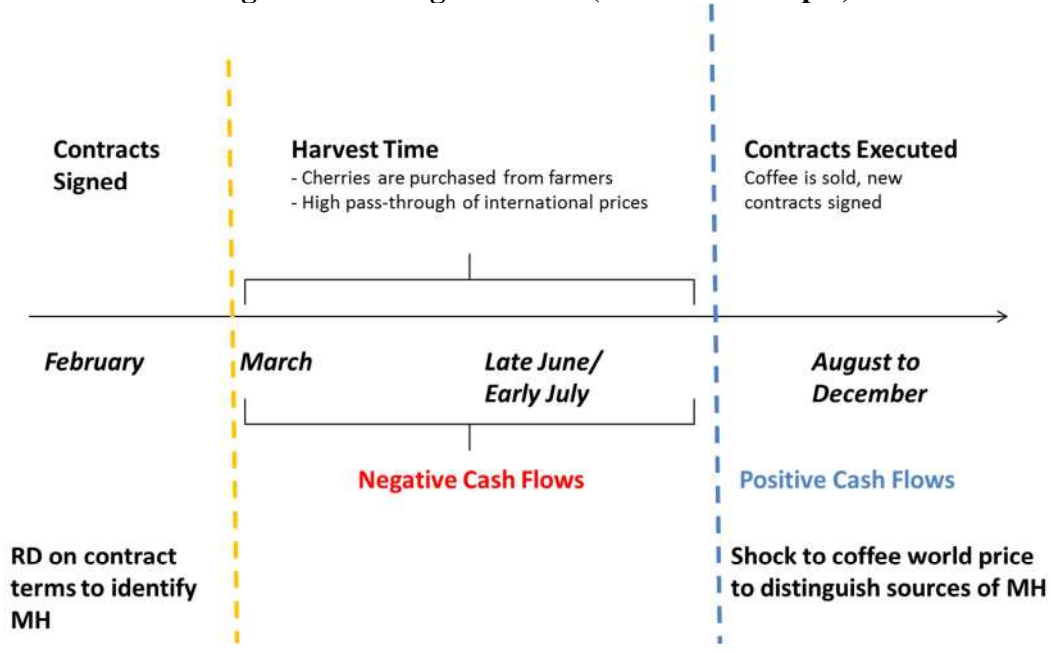 Contracts
Signed
Harvest Time
- Cherries are purchased from farmers
- High pass-through of international prices
Contracts Executed
Coffee is sold, new
contracts signed
February
March
Late June/
Early July
August to
December
Negative Cash Flows
Positive Cash Flows
RD on contract
terms to identify
MH
Shock to coffee world price
to distinguish sources of MH